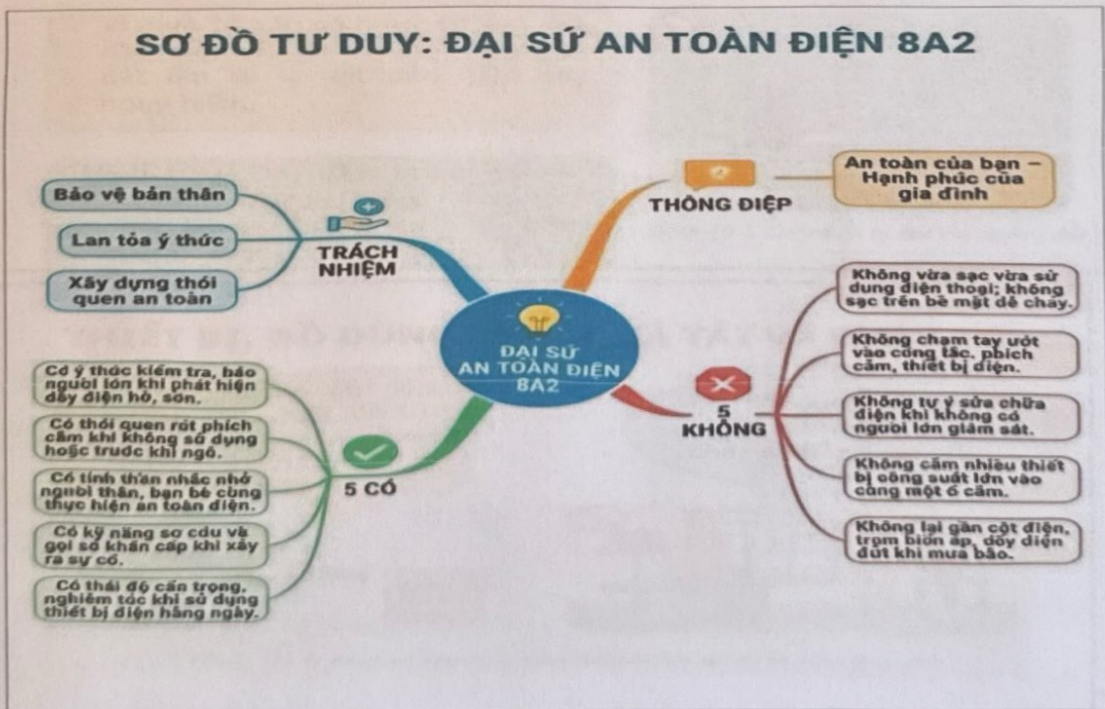 SƠ ĐỒ TƯ DUY: ĐẠI SỨ AN TOÀN ĐIỆN 8A2
Bảo vệ bản thân
Lan tỏa ý thức
Xây dựng thói
quen an toàn
TRÁCH
NHIỆM
THÔNG ĐIỆP
An toàn của bạn –
Hạnh phúc của
gia đình
ĐẠI SỨ
AN TOÀN ĐIỆN
8A2
Có ý thức kiểm tra, báo
người lớn khi phát hiện
dây điện hở, sờn.
Có thói quen rót phích
cắm khi không sử dụng
hoặc trước khi ngủ.
Có tinh thần nhắc nhở
người thân, bạn bè cùng
thực hiện an toàn điện.
Có kỹ năng sơ cứu và
gọi số khẩn cấp khi xảy
ra sự cố.
Có thái độ cẩn trọng,
nghiêm túc khi sử dụng
thiết bị điện hằng ngày.
5 CÓ
5
KHÔNG
Không vừa sạc vừa sử
dung điện thoại; không
sạc trên bề mặt dễ cháy.
Không chạm tay ướt
vào công tắc, phích
cắm, thiết bị điện.
Không tự ý sửa chữa
điện khi không có
người lớn giám sát.
Không cắm nhiều thiết
bị công suất lớn vào
cùng một ổ cắm.
Không lại gần cột điện,
trạm biến áp, dây điện
đứt khi mưa bão.